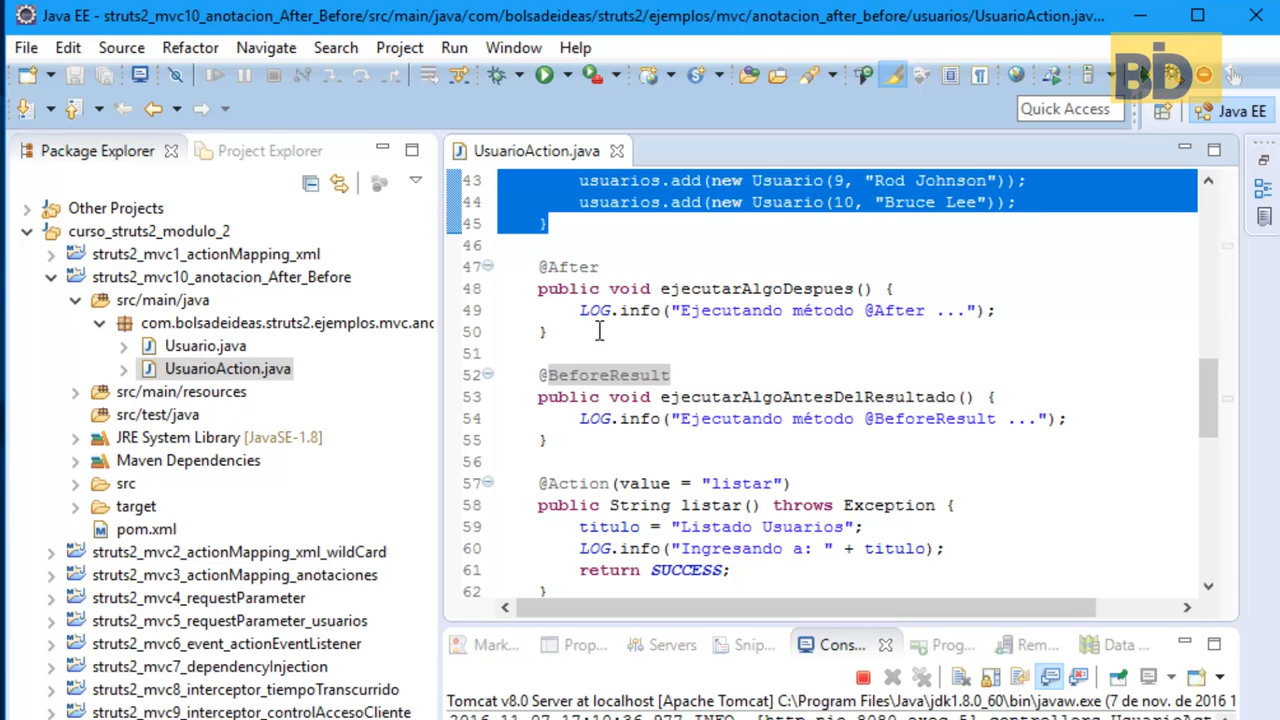 Java EE - struts2_mvc10_anotacion_After_Before/src/main/java/com/bolsadeideas/struts2/ejemplos/mvc/anotacion_after_before/usuarios/UsuarioAction.jav...
File Edit Source Refactor Navigate Search Project Run Window Help
BD
Quick Access
Java EE
Package Explorer
Project Explorer
UsuarioAction.java
Other Projects
curso_struts2_modulo_2
struts2_mvc1_actionMapping_xml
struts2_mvc10_anotacion_After_Before
src/main/java
com.bolsadeideas.struts2.ejemplos.mvc.anc
Usuario.java
UsuarioAction.java
src/main/resources
src/test/java
JRE System Library [JavaSE-1.8]
Maven Dependencies
src
target
pom.xml
struts2_mvc2_actionMapping_xml_wildCard
struts2_mvc3_actionMapping_anotaciones
struts2_mvc4_requestParameter
struts2_mvc5_requestParameter_usuarios
struts2_mvc6_event_actionEventListener
struts2_mvc7_dependencyInjection
struts2_mvc8_interceptor_tiempoTranscurrido
struts2_mvc9_interceptor_controlAccesoCliente
43 usuarios.add(new Usuario(9, "Rod Johnson"));
44 usuarios.add(new Usuario(10, "Bruce Lee"));
45 }
46
47 @After
48 public void ejecutarAlgoDespues() {
49 LOG.info("Ejecutando método @After ...");
50 }
51
52 @BeforeResult
53 public void ejecutarAlgoAntesDelResultado() {
54 LOG.info("Ejecutando método @BeforeResult ...");
55 }
56
57 @Action(value = "listar")
58 public String listar() throws Exception {
59 titulo = "Listado Usuarios";
60 LOG.info("Ingresando a: " + titulo);
61 return SUCCESS;
62 }
Mark... Prop... Servers Snip... Cons... Prog... Rem... Data ...
Tomcat v8.0 Server at localhost [Apache Tomcat] C:\Program Files\Java\jdk1.8.0_60\bin\javaw.exe (7 de nov. de 2016 1